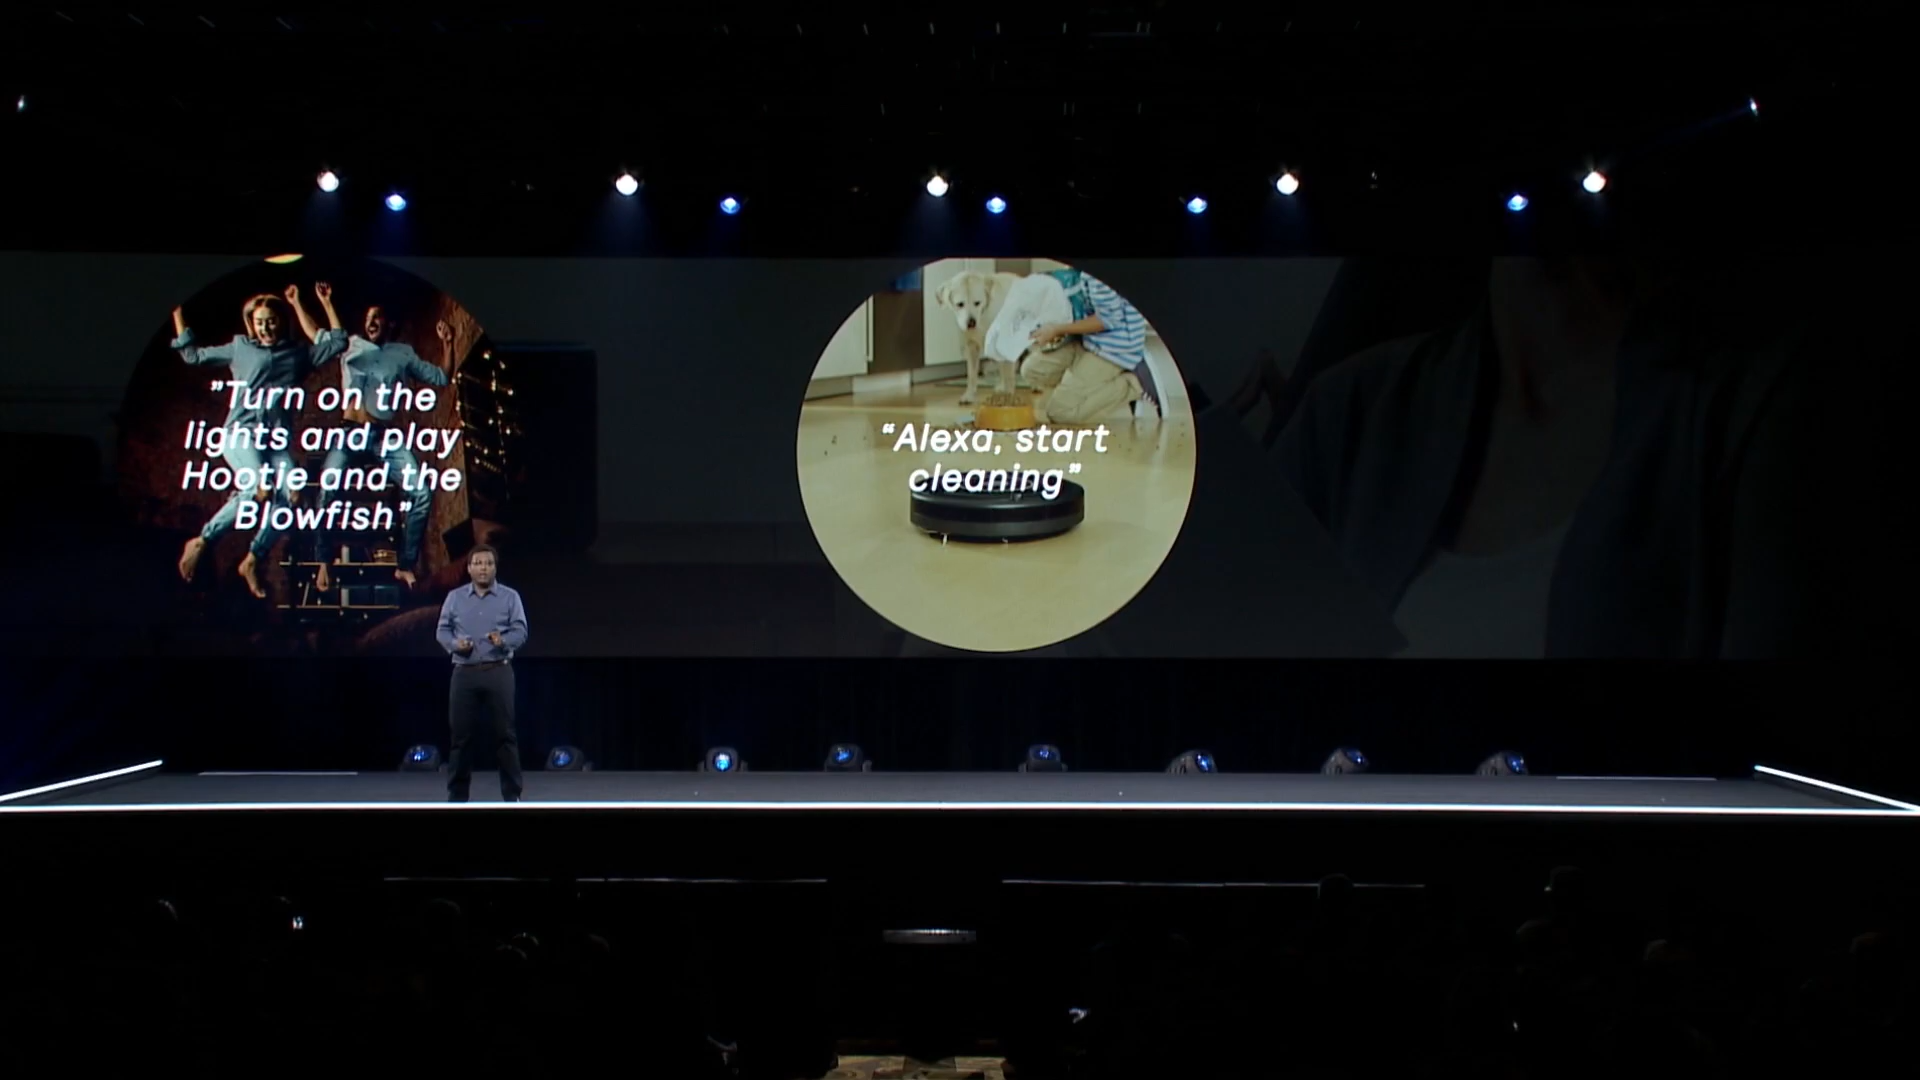 ”Turn on the
lights and play
Hootie and the
Blowfish”
“Alexa, start
cleaning”